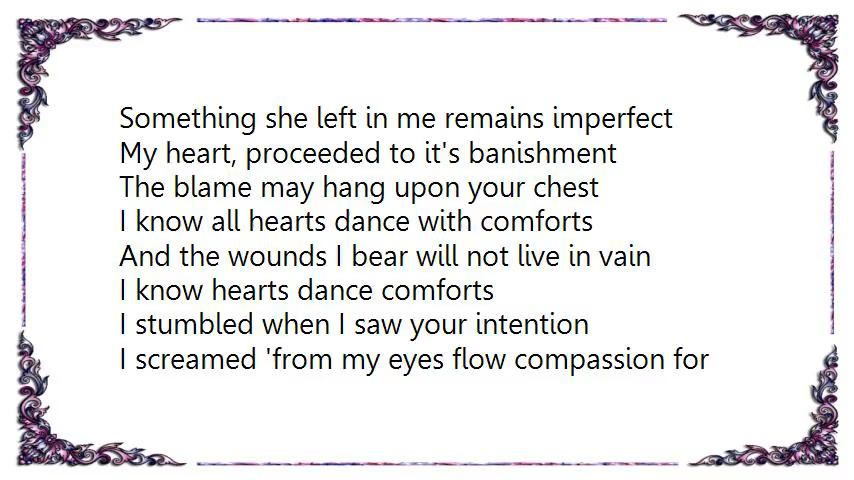 Something she left in me remains imperfect
My heart, proceeded to it's banishment
The blame may hang upon your chest
I know all hearts dance with comforts
And the wounds I bear will not live in vain
I know hearts dance comforts
I stumbled when I saw your intention
I screamed 'from my eyes flow compassion for